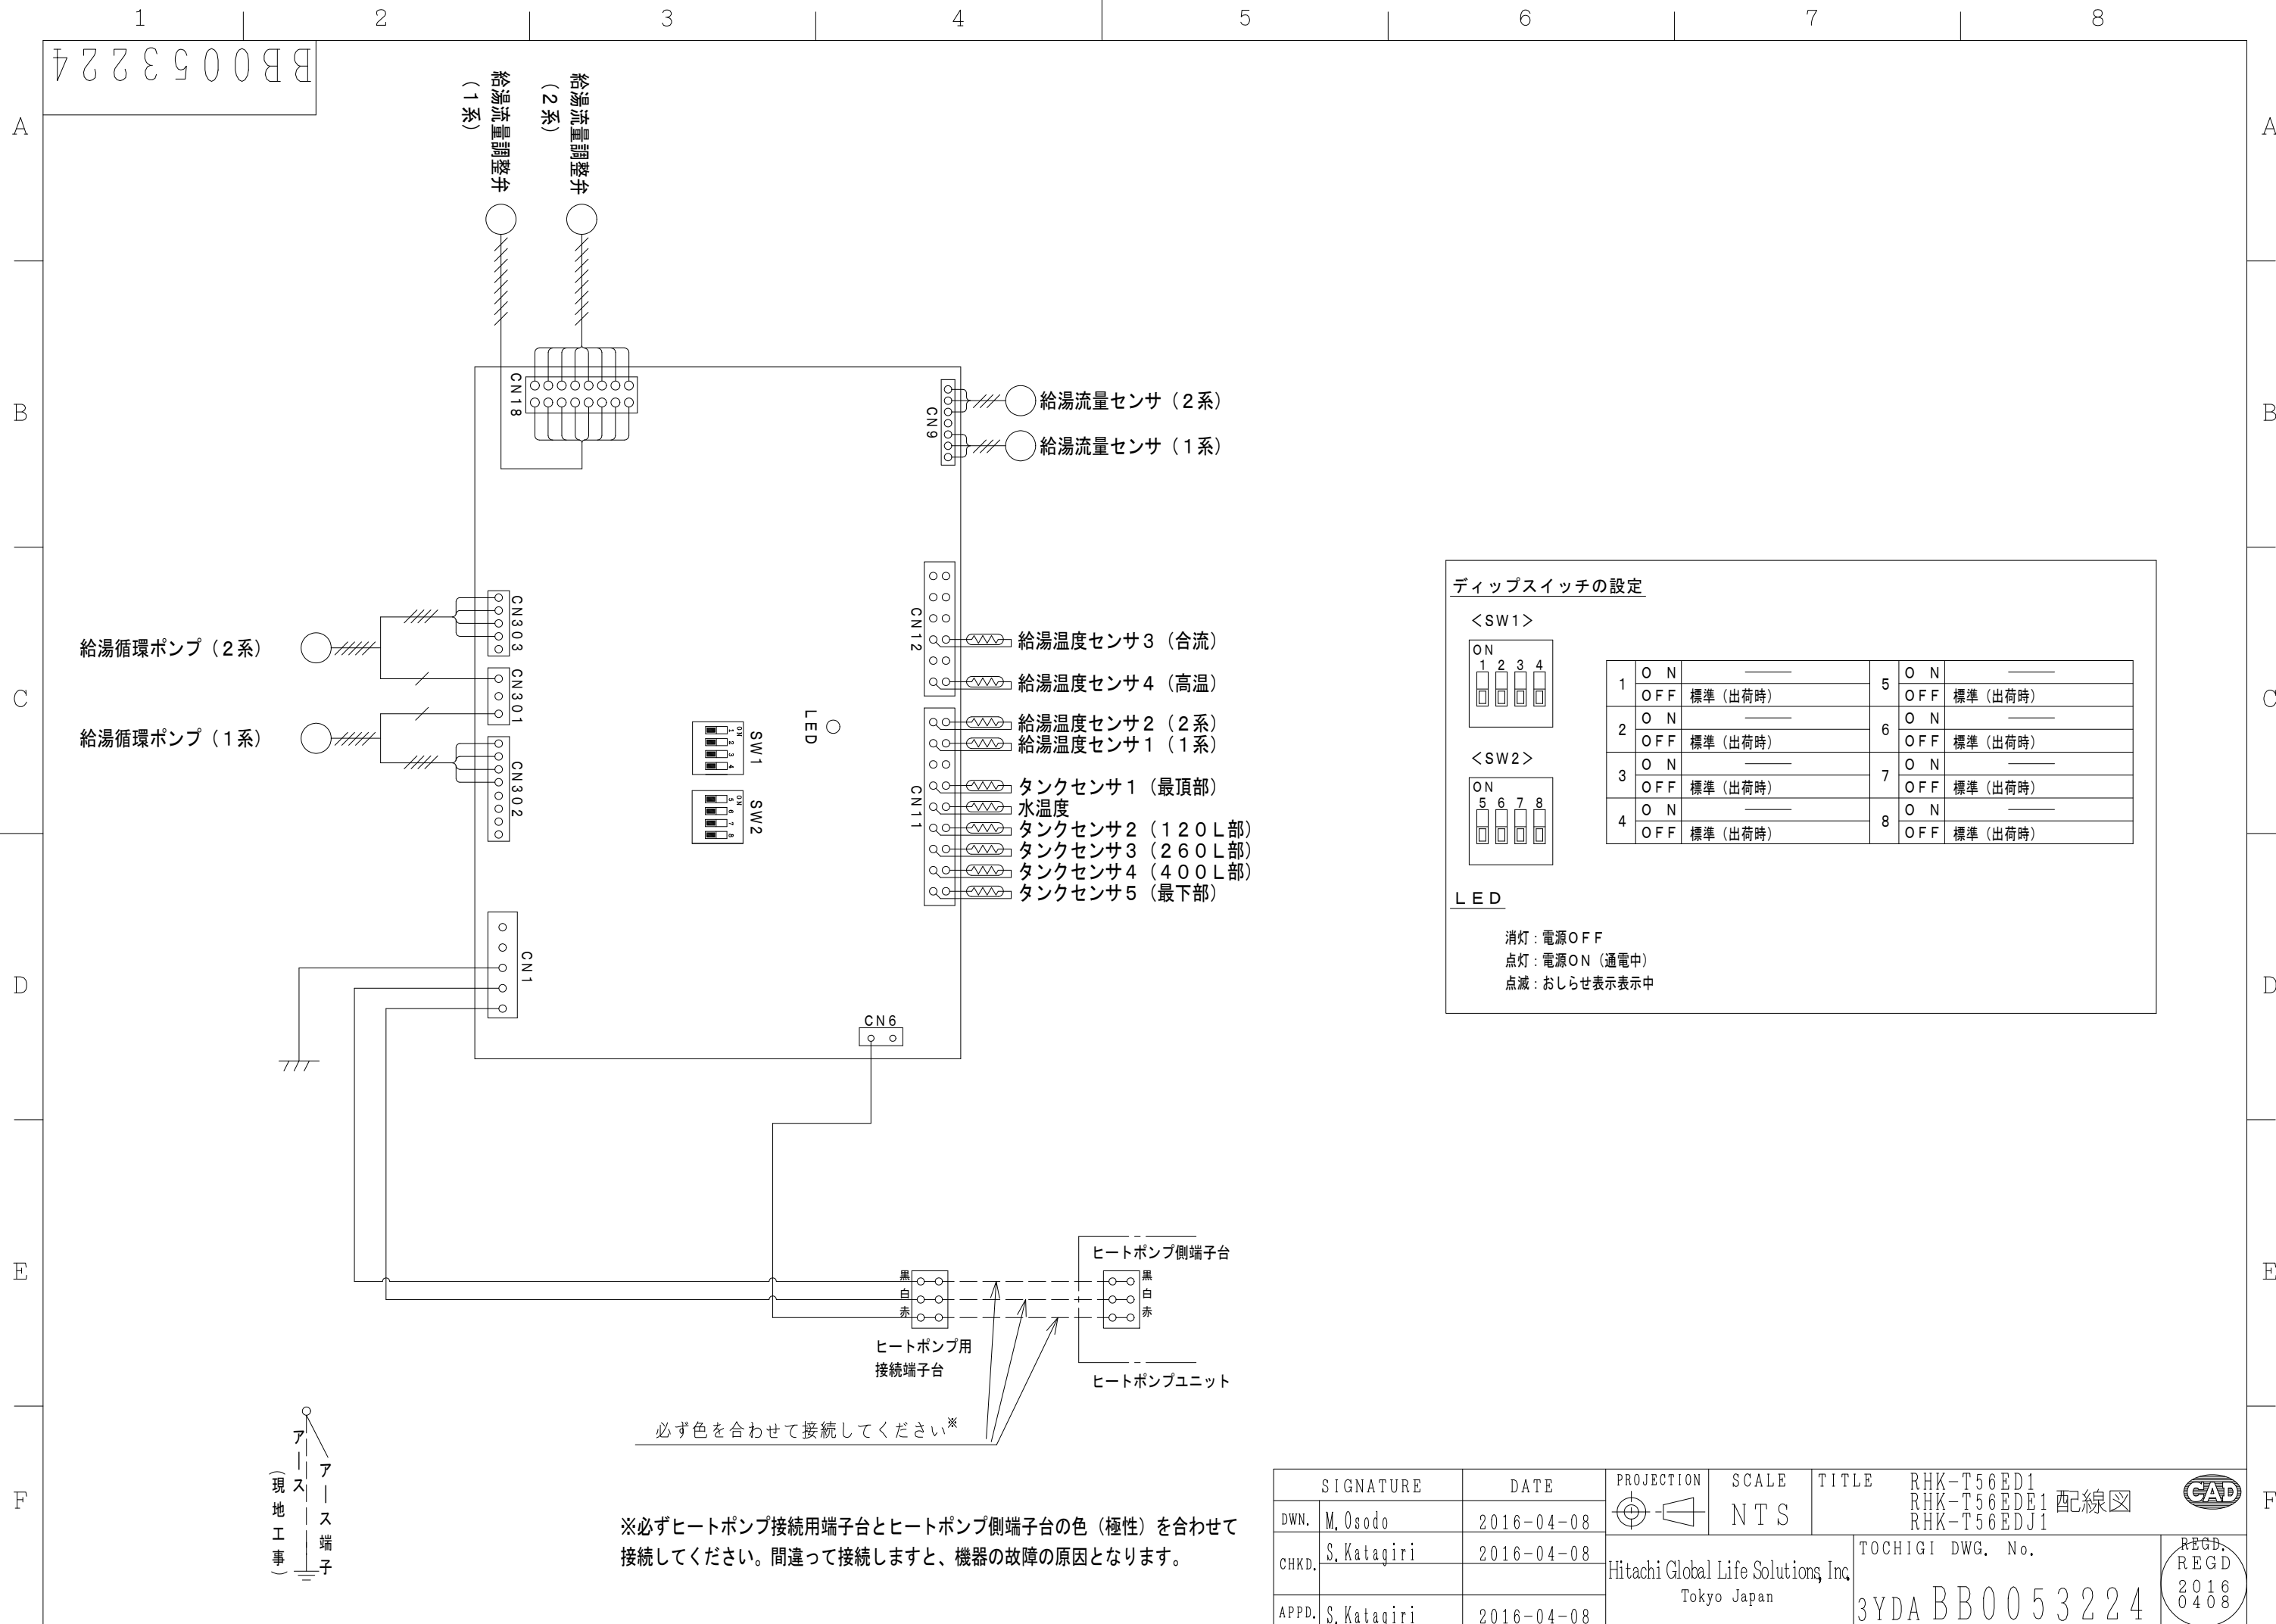 1 2 3 4 5 6 7 8
BB0053224
A A
給湯流量調整弁
(1系)
給湯流量調整弁
(2系)
B B
CN18
CN9
給湯流量センサ(2系)
給湯流量センサ(1系)
C C
給湯循環ポンプ(2系)
給湯循環ポンプ(1系)
CN303
CN301
CN302
CN12
給湯温度センサ3(合流)
給湯温度センサ4(高温)
CN11
給湯温度センサ2(2系)
給湯温度センサ1(1系)
タンクセンサ1(最頂部)
水温度
タンクセンサ2(120L部)
タンクセンサ3(260L部)
タンクセンサ4(400L部)
タンクセンサ5(最下部)
LED
SW1
ON
1 2 3 4
SW2
ON
5 6 7 8
ディップスイッチの設定
<SW1>
ON
1 2 3 4
<SW2>
ON
5 6 7 8
1 ON 5 ON
OFF 標準(出荷時) OFF 標準(出荷時)
2 ON 6 ON
OFF 標準(出荷時) OFF 標準(出荷時)
3 ON 7 ON
OFF 標準(出荷時) OFF 標準(出荷時)
4 ON 8 ON
OFF 標準(出荷時) OFF 標準(出荷時)
LED
消灯:電源OFF
点灯:電源ON(通電中)
点滅:おしらせ表示表示中
D D
CN1
CN6
E E
黒
白
赤
ヒートポンプ用
接続端子台
ヒートポンプ側端子台
黒
白
赤
ヒートポンプユニット
必ず色を合わせて接続してください※
F F
アース
(現地工事)
アース端子
※必ずヒートポンプ接続用端子台とヒートポンプ側端子台の色(極性)を合わせて
接続してください。間違って接続しますと、機器の故障の原因となります。
SIGNATURE DATE
DWN. M.Osodo 2016-04-08
CHKD. S.Katagiri 2016-04-08
APPD. S.Katagiri 2016-04-08
PROJECTION
SCALE
NTS
TITLE
RHK-T56ED1
RHK-T56EDE1 配線図
RHK-T56EDJ1
CAD
Hitachi Global Life Solutions, Inc.
Tokyo Japan
TOCHIGI DWG. No.
3YDA BB0053224
REGD.
REGD
2016
0408